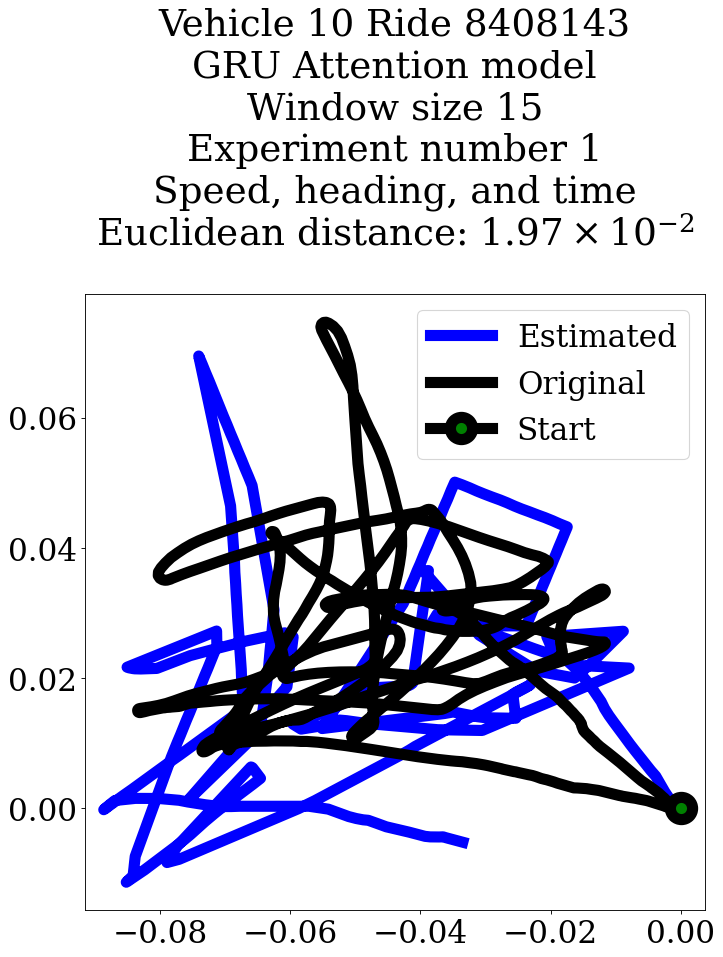 Vehicle 10 Ride 8408143
GRU Attention model
Window size 15
Experiment number 1
Speed, heading, and time
Euclidean distance: 1.97 × 10⁻²
Estimated
Original
Start
0.06
0.04
0.02
0.00
−0.08 −0.06 −0.04 −0.02 0.00